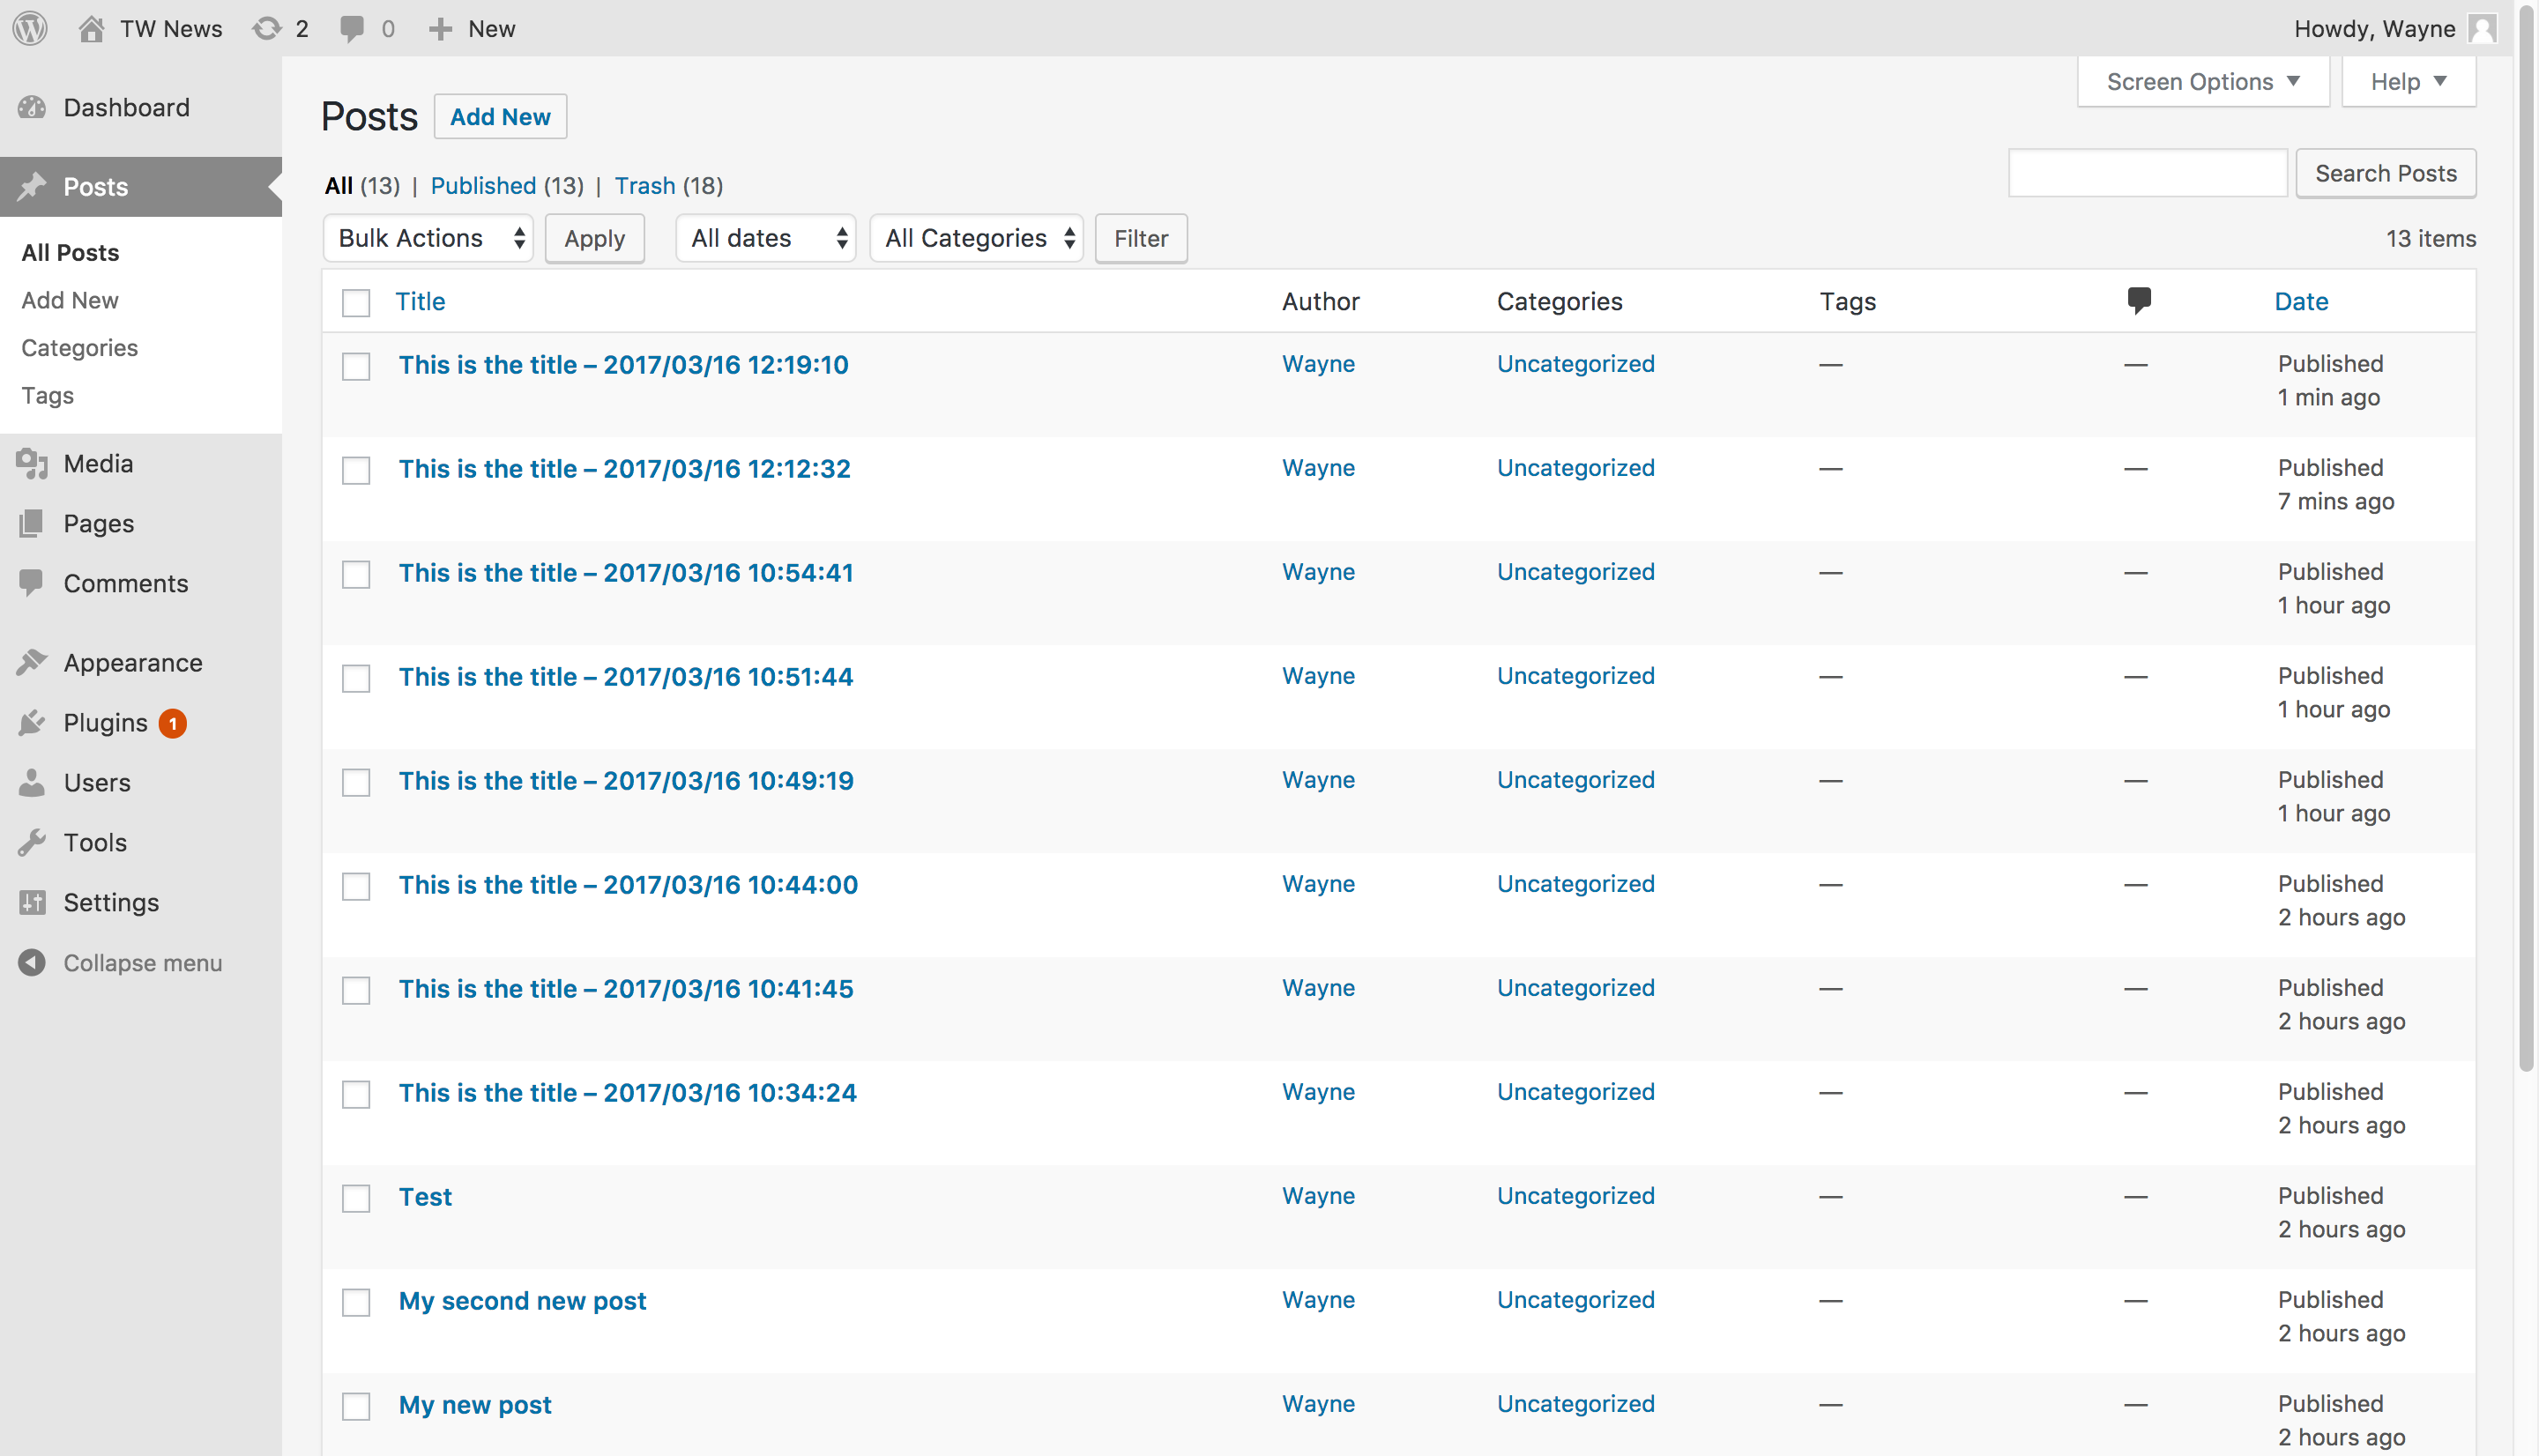 TW News 2 0 New Howdy, Wayne
Screen Options Help
Dashboard
Posts
All Posts
Add New
Categories
Tags
Media
Pages
Comments
Appearance
Plugins 1
Users
Tools
Settings
Collapse menu
Posts Add New
All (13) | Published (13) | Trash (18)
Search Posts
Bulk Actions Apply All dates All Categories Filter 13 items
Title Author Categories Tags Date
This is the title – 2017/03/16 12:19:10 Wayne Uncategorized — — Published
1 min ago
This is the title – 2017/03/16 12:12:32 Wayne Uncategorized — — Published
7 mins ago
This is the title – 2017/03/16 10:54:41 Wayne Uncategorized — — Published
1 hour ago
This is the title – 2017/03/16 10:51:44 Wayne Uncategorized — — Published
1 hour ago
This is the title – 2017/03/16 10:49:19 Wayne Uncategorized — — Published
1 hour ago
This is the title – 2017/03/16 10:44:00 Wayne Uncategorized — — Published
2 hours ago
This is the title – 2017/03/16 10:41:45 Wayne Uncategorized — — Published
2 hours ago
This is the title – 2017/03/16 10:34:24 Wayne Uncategorized — — Published
2 hours ago
Test Wayne Uncategorized — — Published
2 hours ago
My second new post Wayne Uncategorized — — Published
2 hours ago
My new post Wayne Uncategorized — — Published
2 hours ago